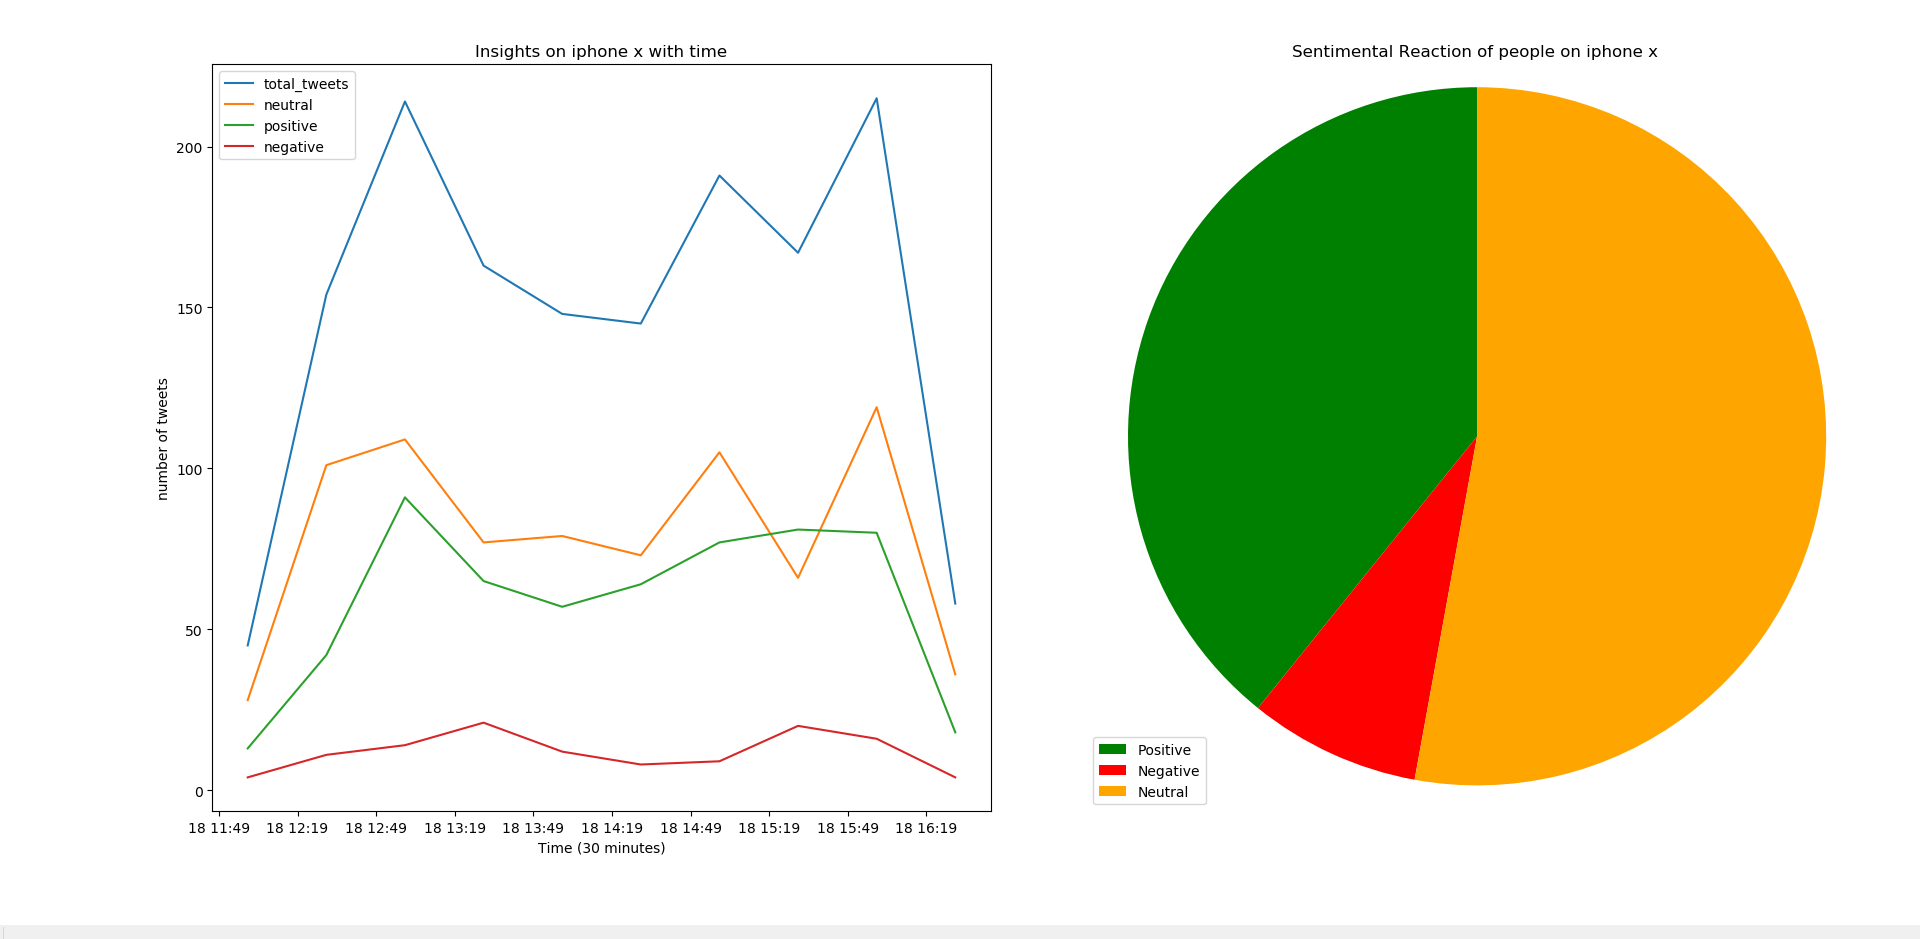 Insights on iphone x with time
total_tweets
neutral
positive
negative
number of tweets
200
150
100
50
0
18 11:49 18 12:19 18 12:49 18 13:19 18 13:49 18 14:19 18 14:49 18 15:19 18 15:49 18 16:19
Time (30 minutes)
Sentimental Reaction of people on iphone x
Positive
Negative
Neutral